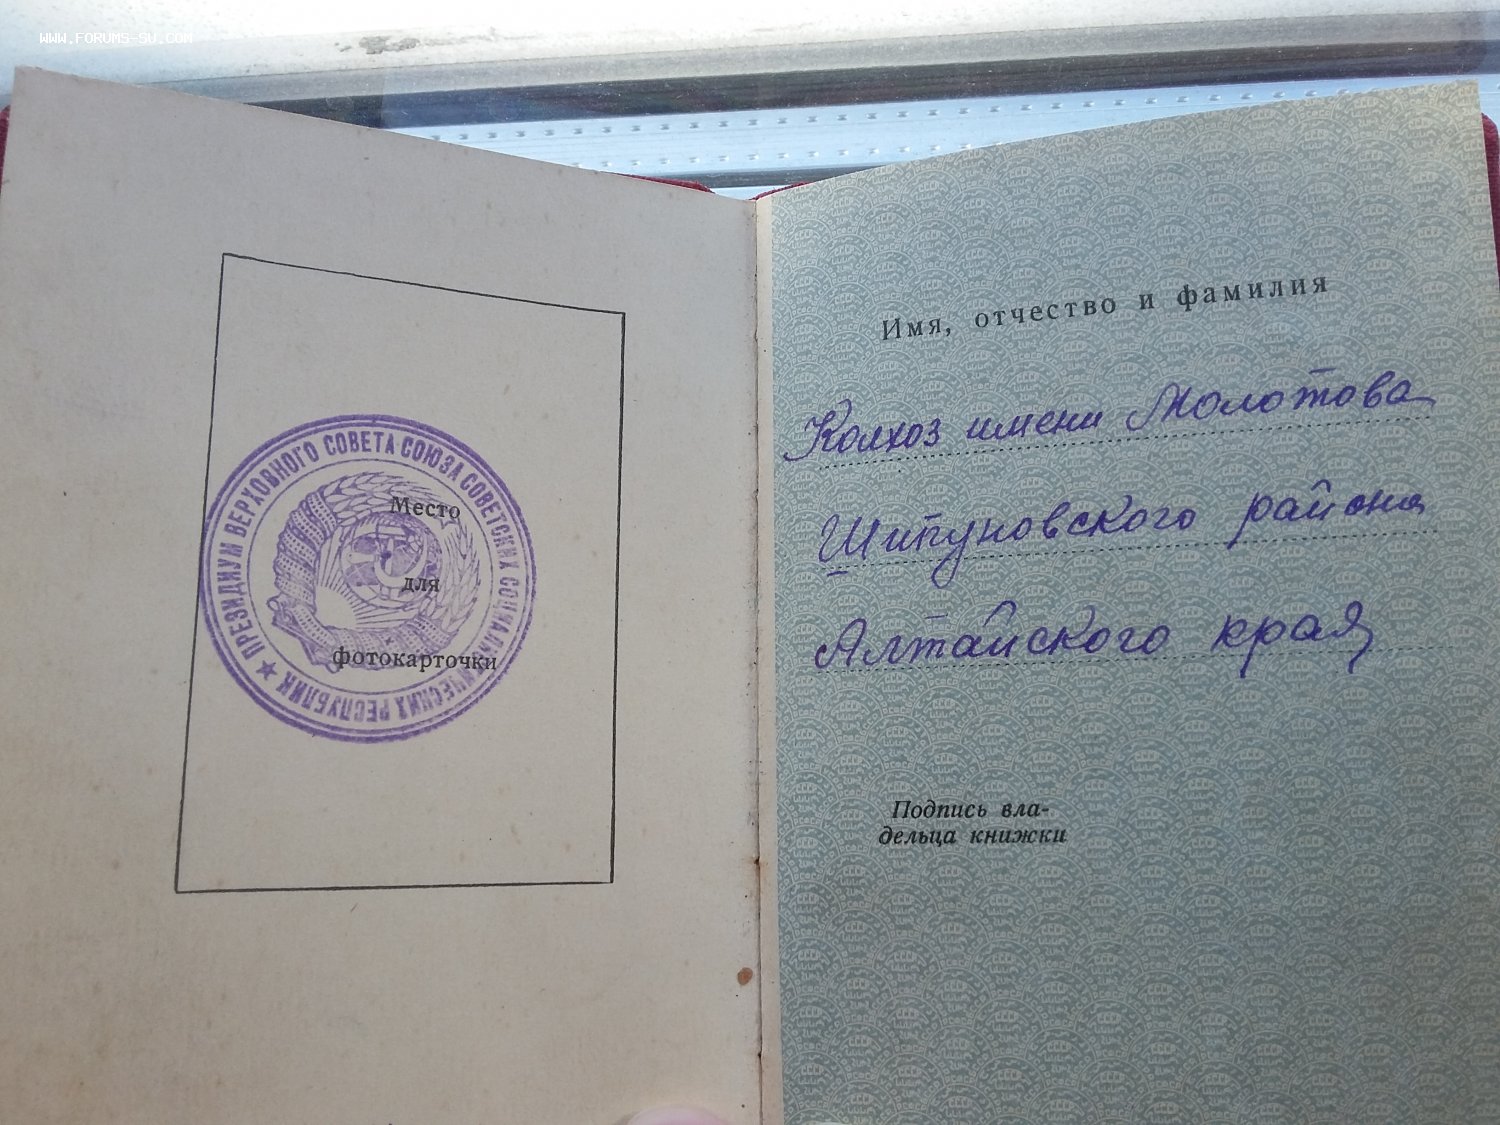 WWW.FORUMS-SU.COM
ПРЕЗИДИУМ ВЕРХОВНОГО СОВЕТА СОЮЗА СОВЕТСКИХ СОЦИАЛИСТИЧЕСКИХ РЕСПУБЛИК
Место
для
фотокарточки
Имя, отчество и фамилия
Колхоз имени Молотова
Шипуновского района
Алтайского края
Подпись вла-
дельца книжки